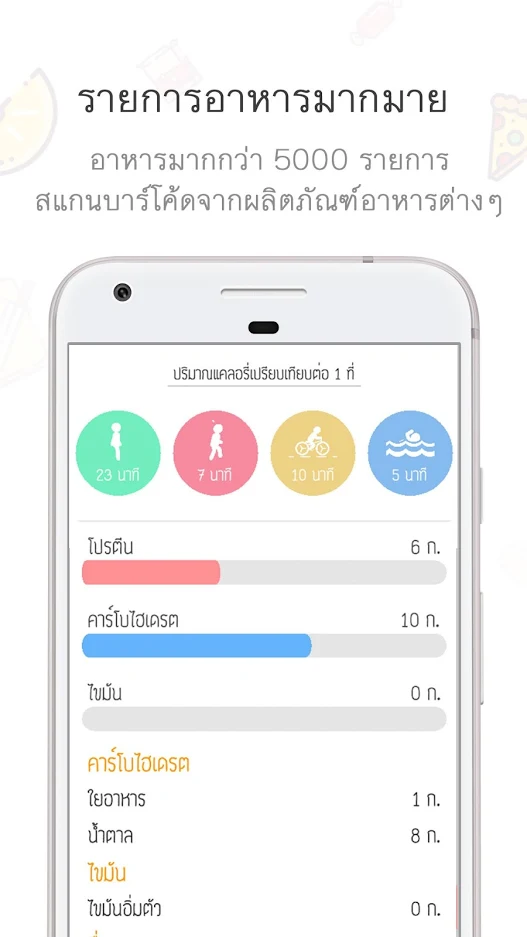 รายการอาหารมากมาย
อาหารมากกว่า 5000 รายการ
สแกนบาร์โค้ดจากผลิตภัณฑ์อาหารต่างๆ
ปริมาณแคลอรี่เปรียบเทียบต่อ 1 ที่
23 นาที 7 นาที 10 นาที 5 นาที
โปรตีน 6 ก.
คาร์โบไฮเดรต 10 ก.
ไขมัน 0 ก.
คาร์โบไฮเดรต
ใยอาหาร 1 ก.
น้ำตาล 8 ก.
ไขมัน
ไขมันอิ่มตัว 0 ก.